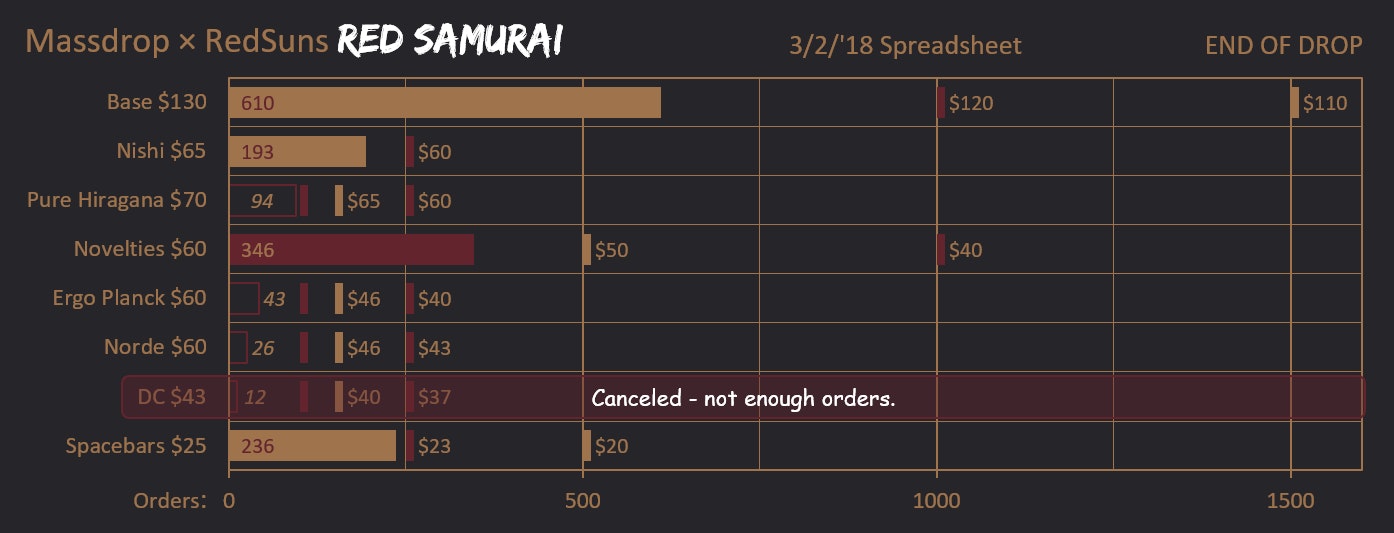 Massdrop × RedSuns RED SAMURAI 3/2/'18 Spreadsheet END OF DROP
Base $130 610 $120 $110
Nishi $65 193 $60
Pure Hiragana $70 94 $65 $60
Novelties $60 346 $50 $40
Ergo Planck $60 43 $46 $40
Norde $60 26 $46 $43
DC $43 12 $40 $37 Canceled - not enough orders.
Spacebars $25 236 $23 $20
Orders: 0 500 1000 1500